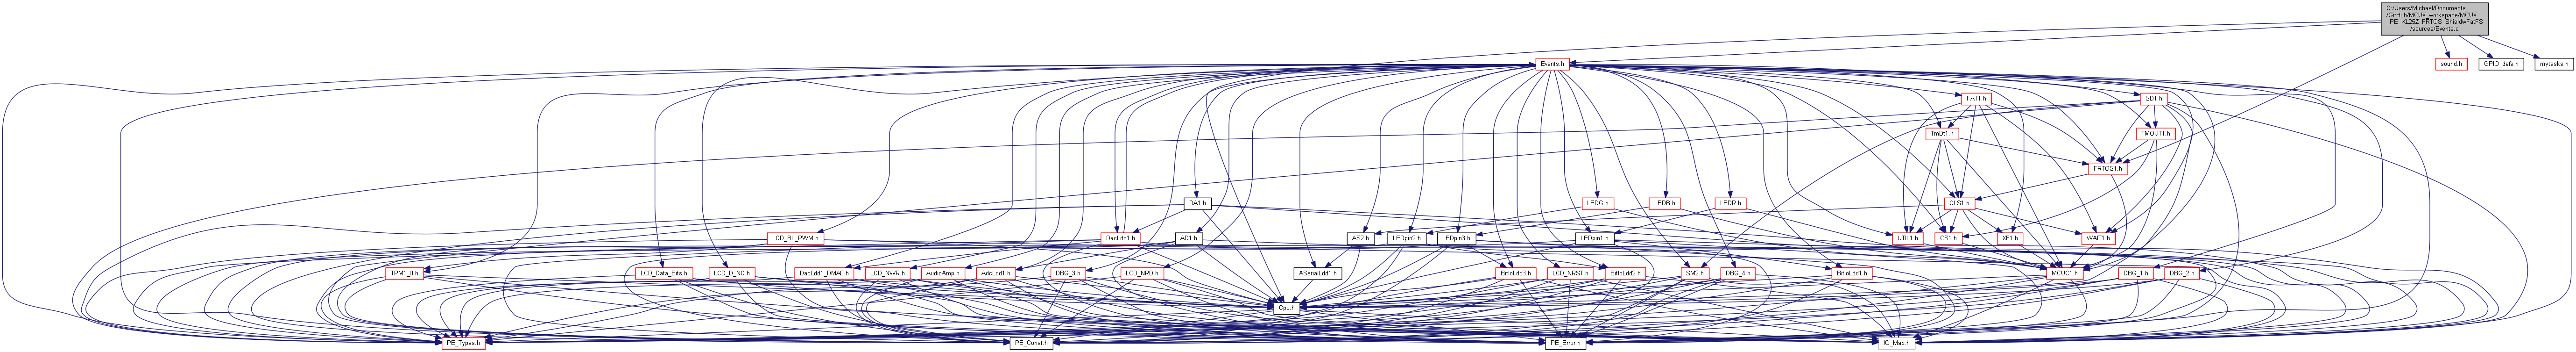 C:/Users/Michael/Documents
/GitHub/MCUX_workspace/MCUX
_PE_KL25Z_FRTOS_ShieldwFatFS
/sources/Events.c
Events.h
sound.h
GPIO_defs.h
mytasks.h
FAT1.h
SD1.h
TmDt1.h
TMOUT1.h
FRTOS1.h
DA1.h
LEDG.h
LEDB.h
LEDR.h
CLS1.h
LCD_BL_PWM.h
DacLdd1.h
AD1.h
AS2.h
LEDpin2.h
LEDpin3.h
LEDpin1.h
UTIL1.h
CS1.h
XF1.h
WAIT1.h
TPM1_0.h
LCD_Data_Bits.h
LCD_D_NC.h
DacLdd1_DMA0.h
LCD_NWR.h
AudioAmp.h
AdcLdd1.h
DBG_3.h
LCD_NRD.h
ASerialLdd1.h
BitIoLdd3.h
LCD_NRST.h
BitIoLdd2.h
SM2.h
DBG_4.h
BitIoLdd1.h
MCUC1.h
DBG_1.h
DBG_2.h
Cpu.h
PE_Types.h
PE_Const.h
PE_Error.h
IO_Map.h